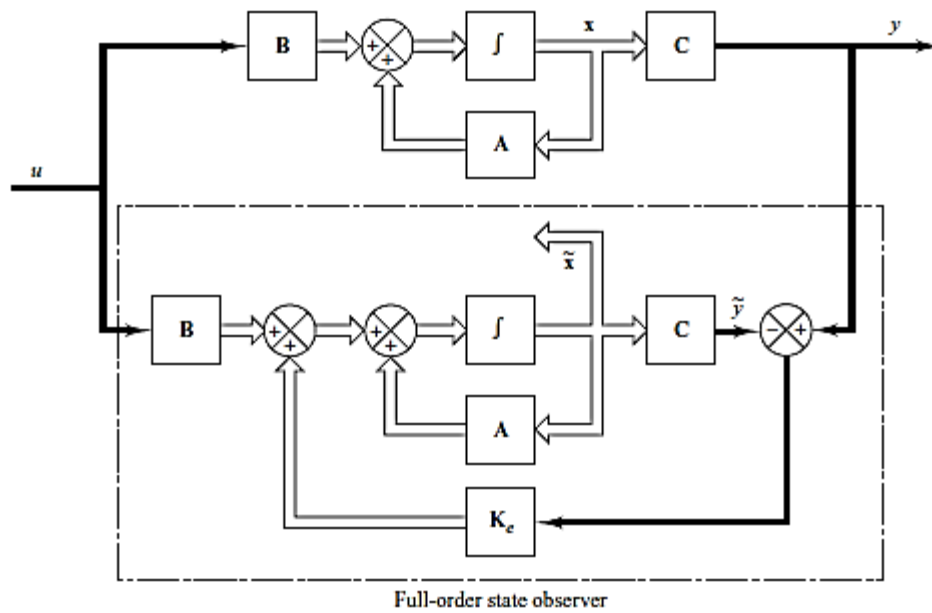 B
+
+
∫
x
C
y
A
u
x̃
B
+
+
+
+
∫
C
ỹ
−
+
A
Kₑ
Full-order state observer